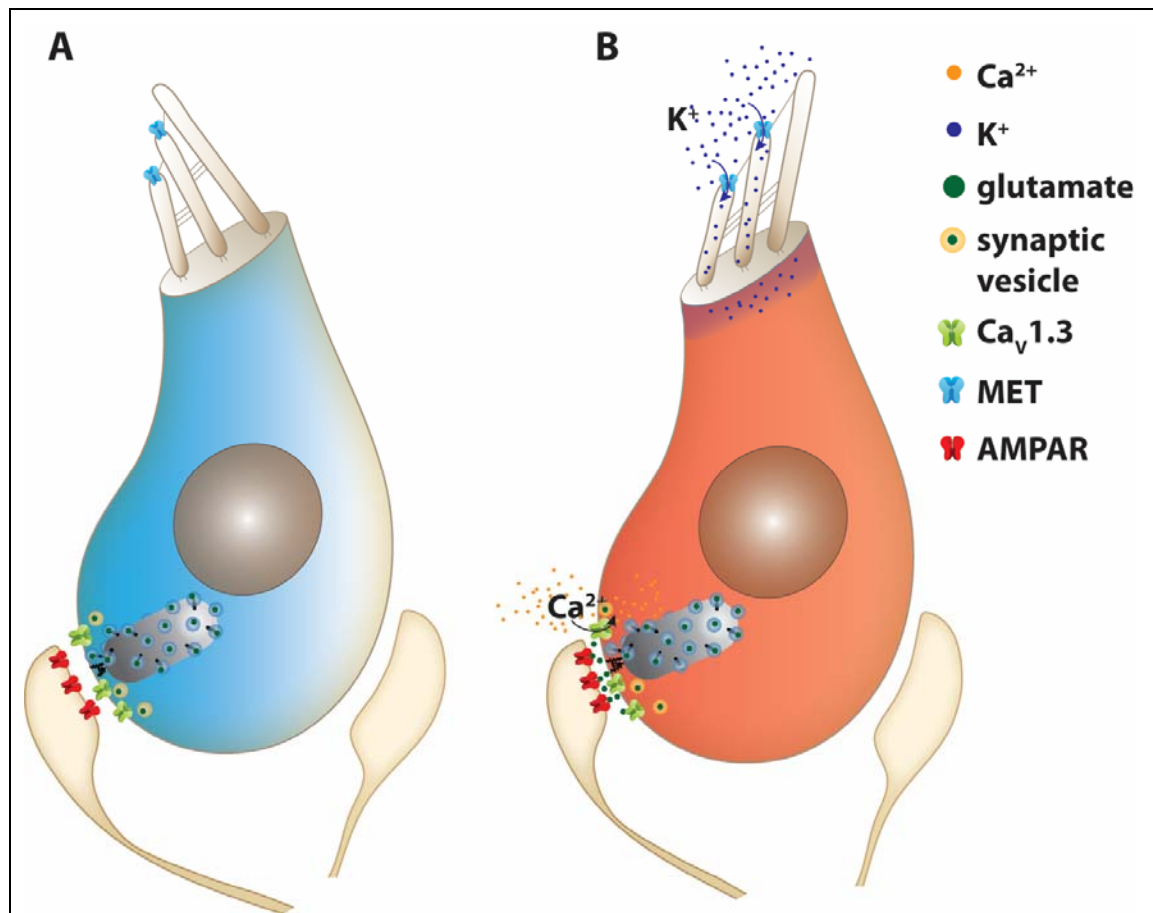 A
B
K⁺
Ca²⁺
Ca²⁺
K⁺
glutamate
synaptic
vesicle
Caᵥ1.3
MET
AMPAR